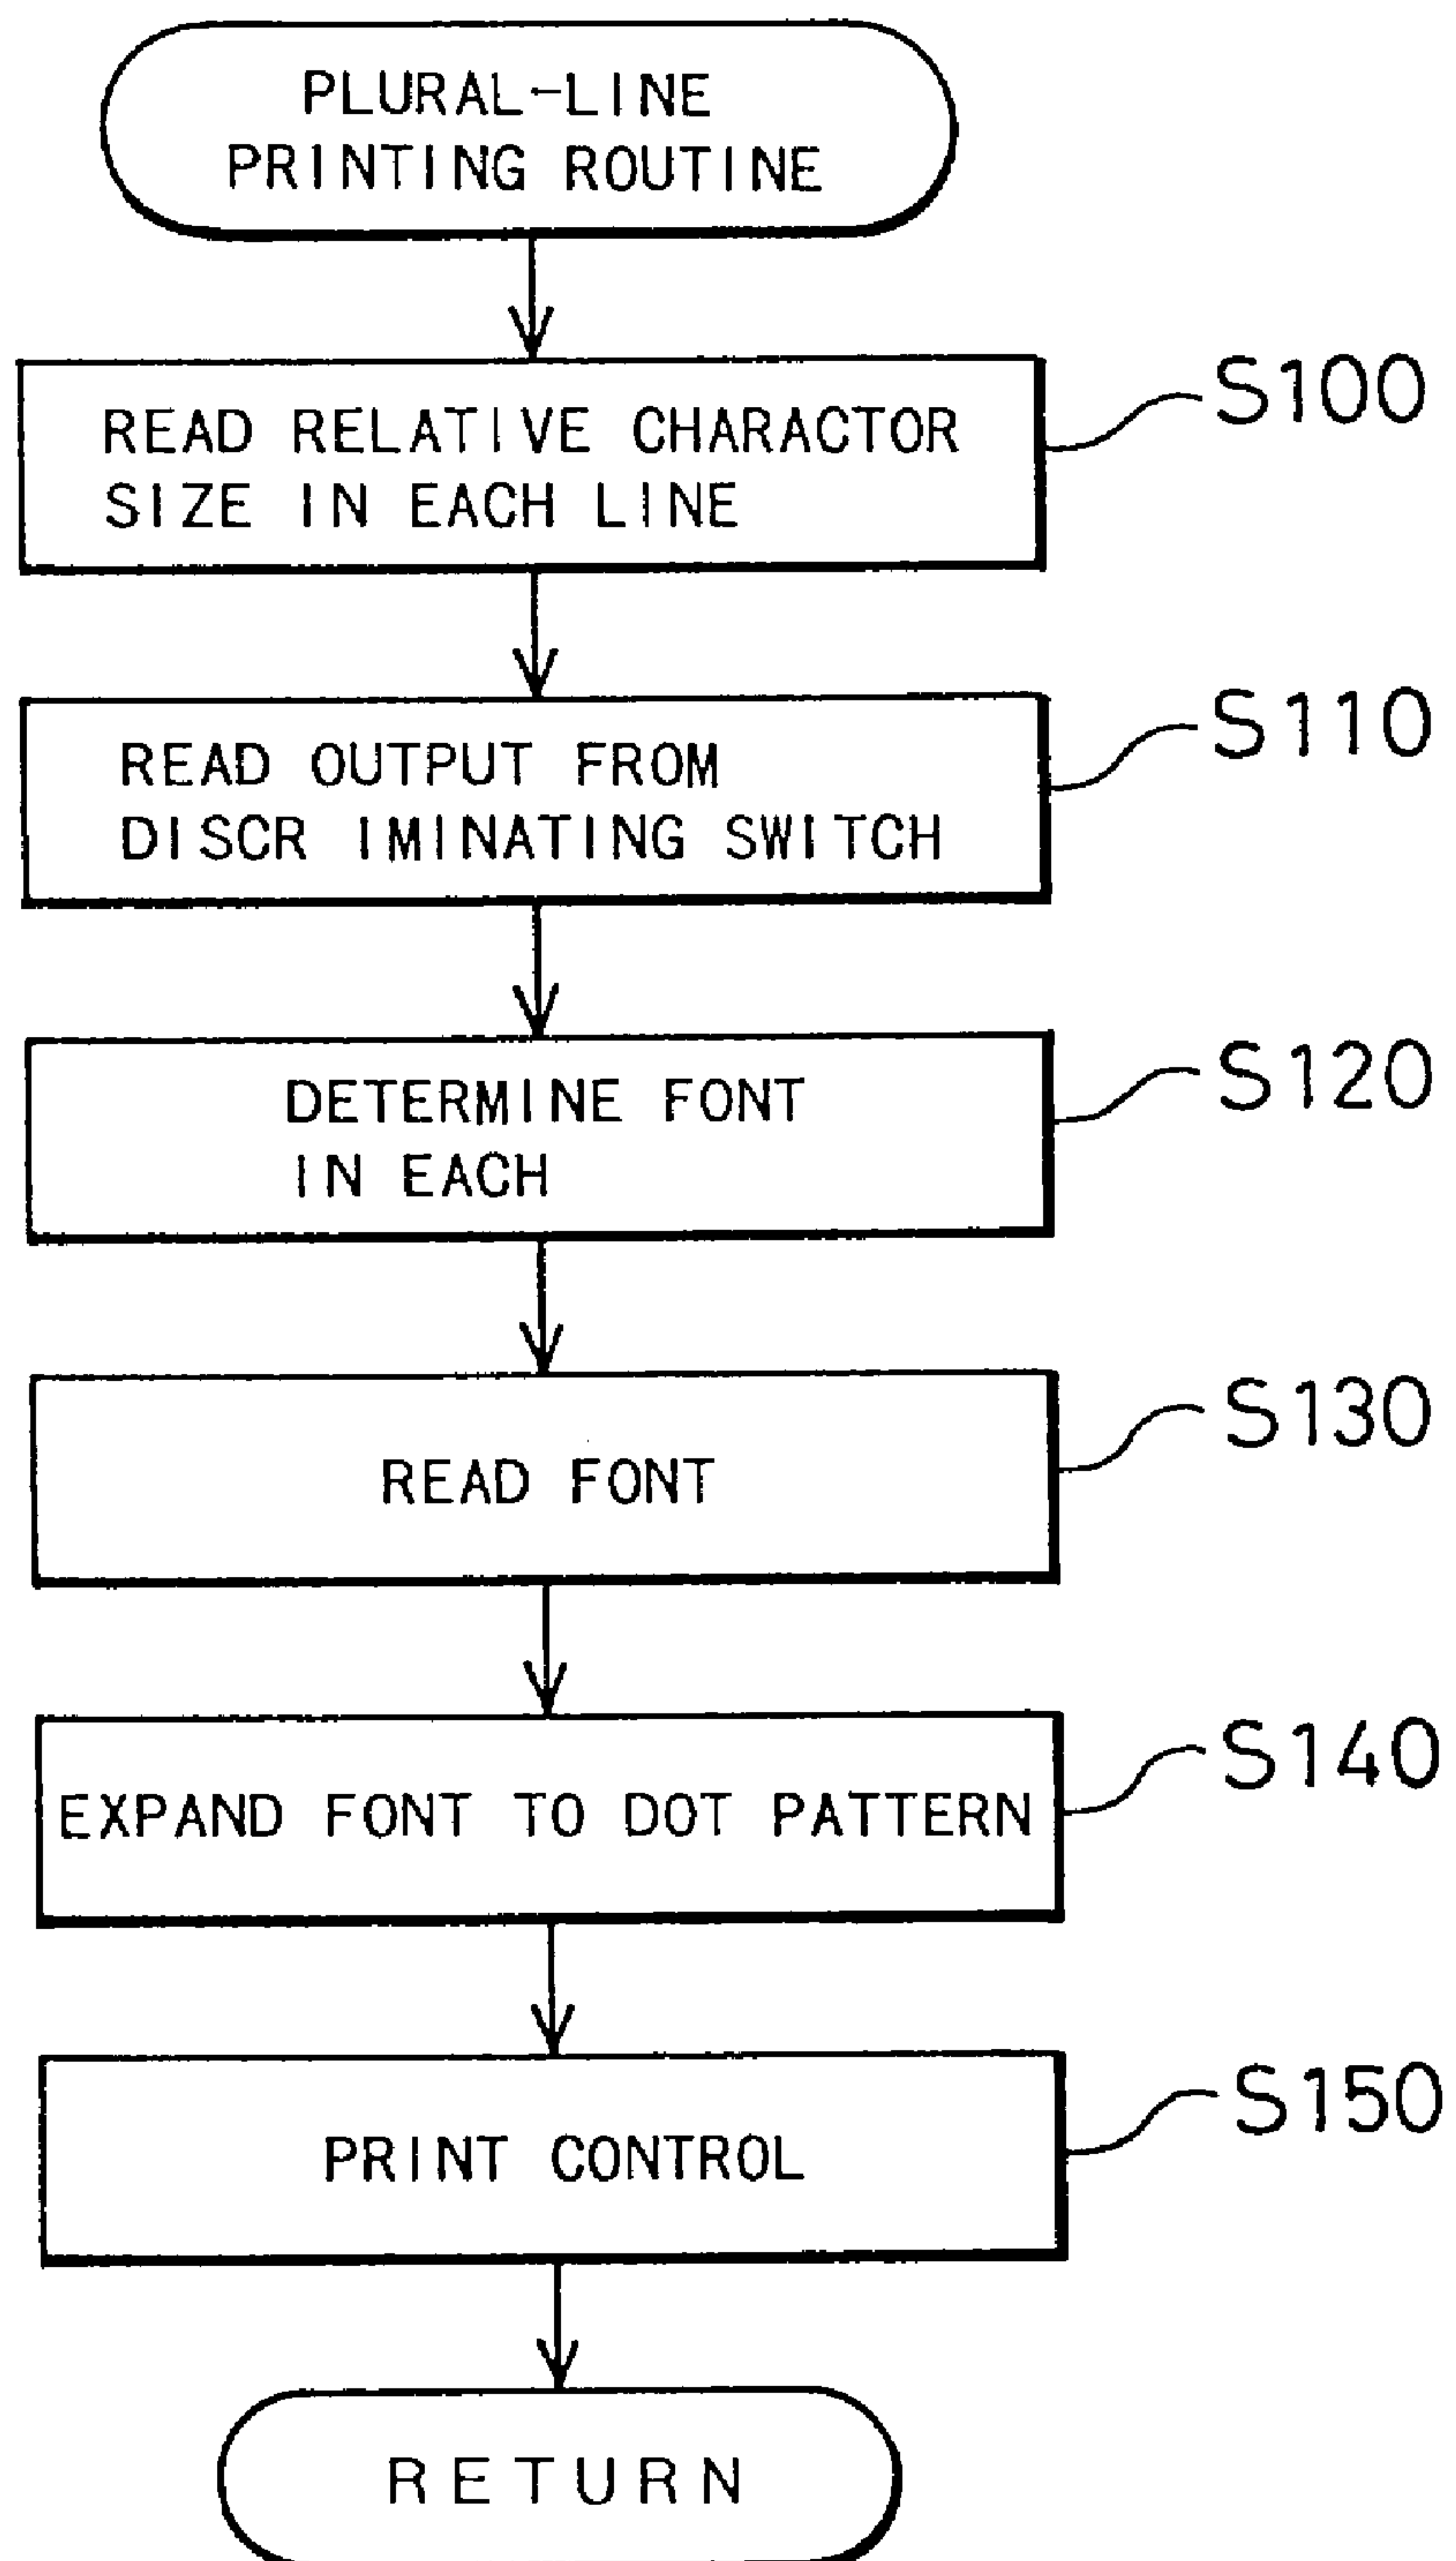 PLURAL-LINE
PRINTING ROUTINE
READ RELATIVE CHARACTOR
SIZE IN EACH LINE
S100
READ OUTPUT FROM
DISCR IMINATING SWITCH
S110
DETERMINE FONT
IN EACH
S120
READ FONT
S130
EXPAND FONT TO DOT PATTERN
S140
PRINT CONTROL
S150
RETURN